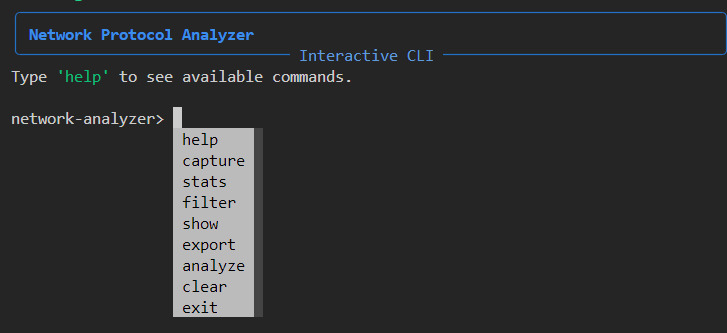 Network Protocol Analyzer
Interactive CLI
Type 'help' to see available commands.
network-analyzer>
help
capture
stats
filter
show
export
analyze
clear
exit